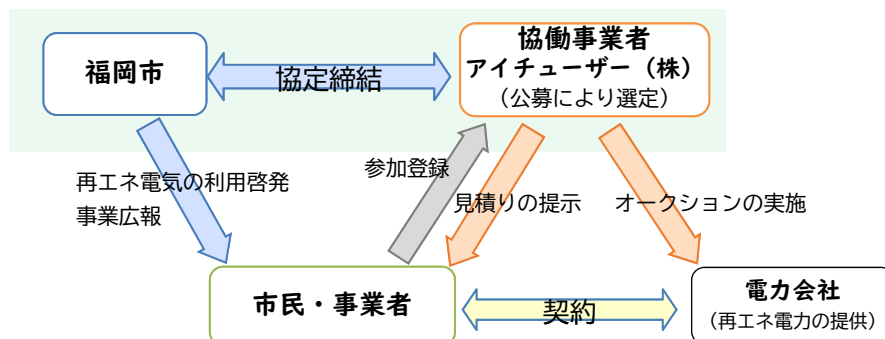 福岡市
協定締結
協働事業者
アイチューザー（株）
（公募により選定）
再エネ電気の利用啓発
事業広報
参加登録
見積りの提示
オークションの実施
市民・事業者
契約
電力会社
（再エネ電力の提供）